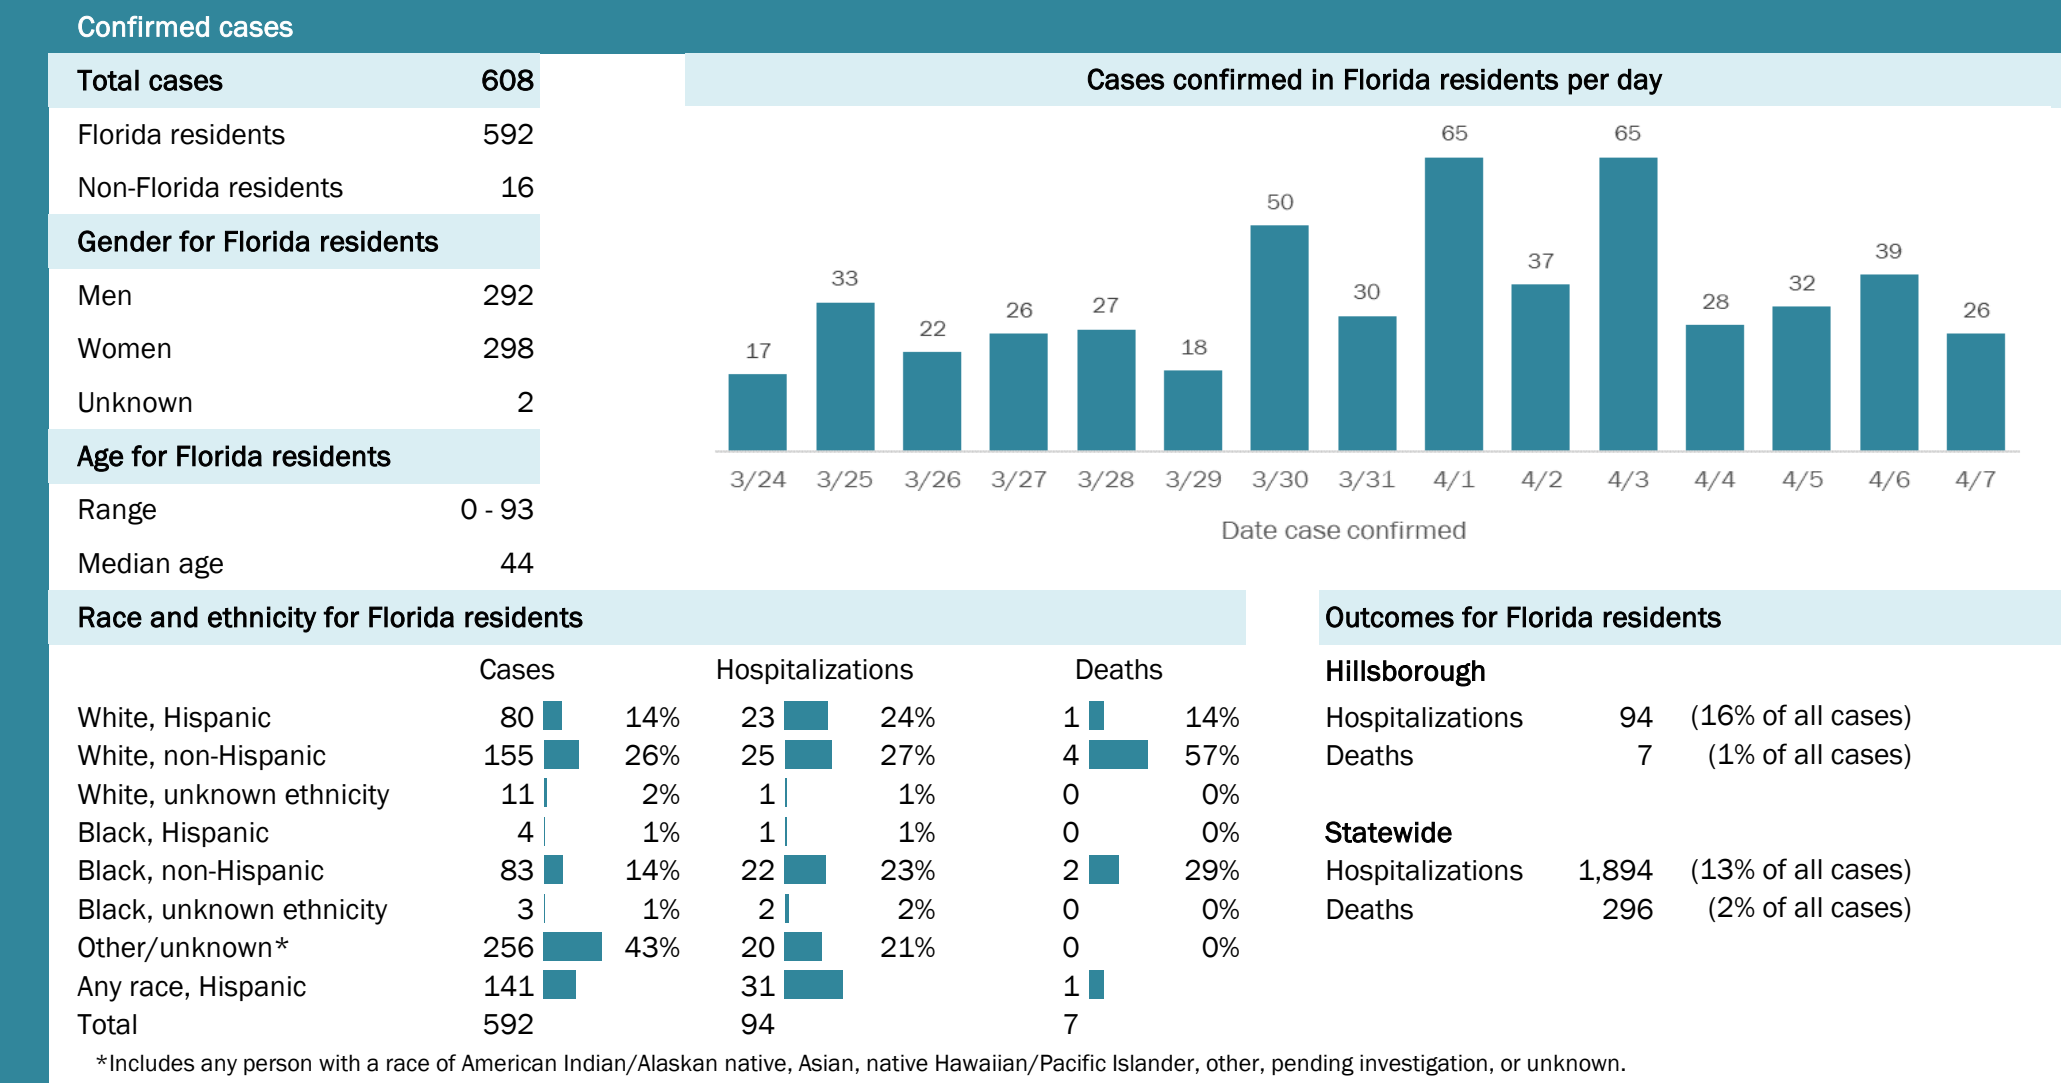 Confirmed cases
Total cases 608
Florida residents 592
Non-Florida residents 16
Gender for Florida residents
Men 292
Women 298
Unknown 2
Age for Florida residents
Range 0 - 93
Median age 44
Cases confirmed in Florida residents per day
17 33 22 26 27 18 50 30 65 37 65 28 32 39 26
3/24 3/25 3/26 3/27 3/28 3/29 3/30 3/31 4/1 4/2 4/3 4/4 4/5 4/6 4/7
Date case confirmed
Race and ethnicity for Florida residents
Cases Hospitalizations Deaths
White, Hispanic 80 14% 23 24% 1 14%
White, non-Hispanic 155 26% 25 27% 4 57%
White, unknown ethnicity 11 2% 1 1% 0 0%
Black, Hispanic 4 1% 1 1% 0 0%
Black, non-Hispanic 83 14% 22 23% 2 29%
Black, unknown ethnicity 3 1% 2 2% 0 0%
Other/unknown* 256 43% 20 21% 0 0%
Any race, Hispanic 141 31 1
Total 592 94 7
Outcomes for Florida residents
Hillsborough
Hospitalizations 94 (16% of all cases)
Deaths 7 (1% of all cases)
Statewide
Hospitalizations 1,894 (13% of all cases)
Deaths 296 (2% of all cases)
*Includes any person with a race of American Indian/Alaskan native, Asian, native Hawaiian/Pacific Islander, other, pending investigation, or unknown.